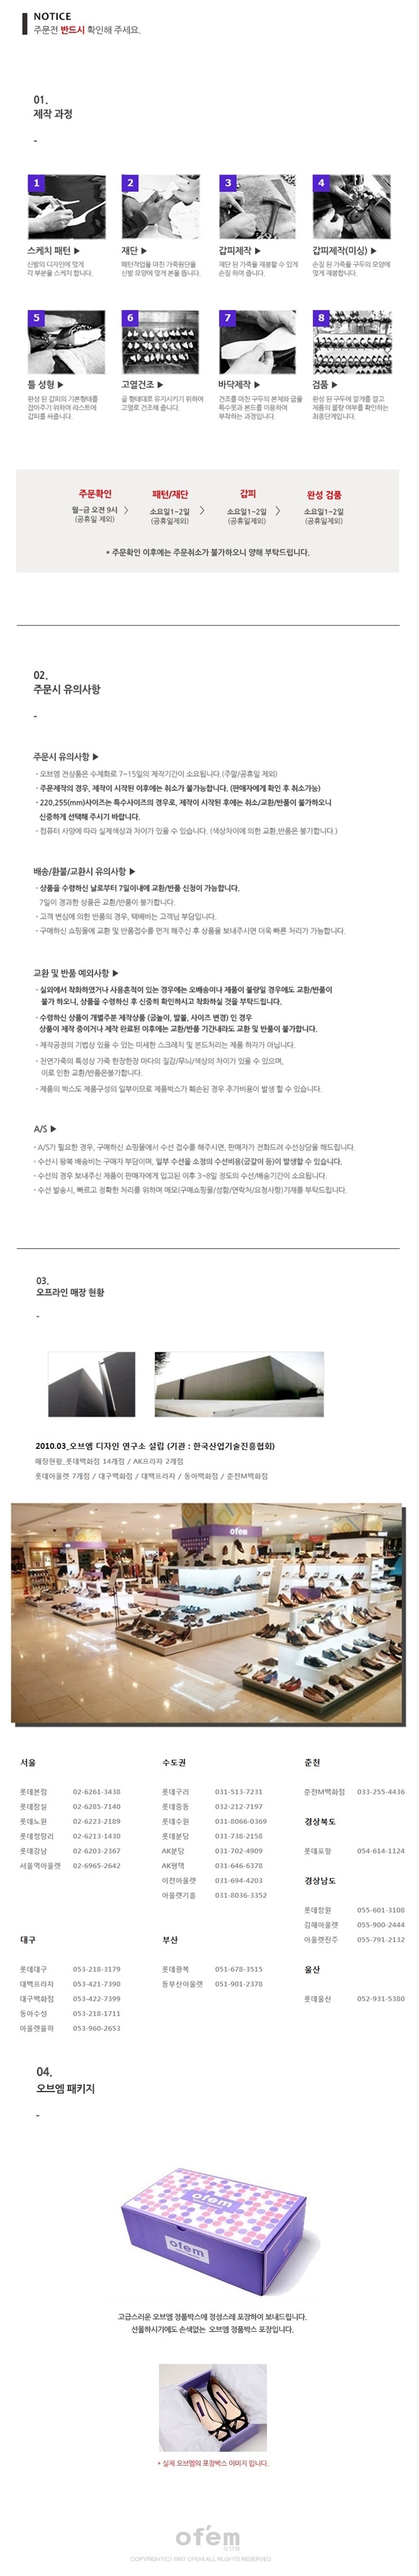 NOTICE
주문전 반드시 확인해 주세요.
01.
제작 과정
-
1
2
3
4
스케치 패턴 ▶
재단 ▶
갑피제작 ▶
갑피제작(미싱) ▶
신발의 디자인에 맞게
각 부분을 스케치 합니다.
패턴작업을 마친 가죽원단을
신발 모양에 맞게 본을 뜹니다.
재단 된 가죽을 재봉할 수 있게
손질 하여 줍니다.
손질 된 가죽을 구두의 모양에
맞게 재봉합니다.
5
6
7
8
틀 성형 ▶
고열건조 ▶
바닥제작 ▶
검품 ▶
완성 된 갑피의 기본형태를
잡아주기 위하여 라스트에
갑피를 싸줍니다.
골 형태대로 유지시키기 위하여
고열로 건조해 줍니다.
건조를 마친 구두의 본체와 굽을
특수못과 본드를 이용하여
부착하는 과정입니다.
완성 된 구두에 깔게를 깔고
제품의 불량 여부를 확인하는
최종단계입니다.
주문확인
패턴/재단
갑피
완성 검품
월~금 오전 9시
(공휴일 제외)
소요일1~2일
(공휴일제외)
소요일1~2일
(공휴일제외)
소요일1~2일
(공휴일제외)
* 주문확인 이후에는 주문취소가 불가하오니 양해 부탁드립니다.
02.
주문시 유의사항
-
주문시 유의사항 ▶
- 오브엠 전상품은 수제화로 7~15일의 제작기간이 소요됩니다.(주말/공휴일 제외)
- 주문제작의 경우, 제작이 시작된 이후에는 취소가 불가능합니다. (판매자에게 확인 후 취소가능)
- 220,255(mm)사이즈는 특수사이즈의 경우로, 제작이 시작된 후에는 취소/교환/반품이 불가하오니
신중하게 선택해 주시기 바랍니다.
- 컴퓨터 사양에 따라 실제색상과 차이가 있을 수 있습니다. (색상차이에 의한 교환,반품은 불가합니다.)
배송/환불/교환시 유의사항 ▶
- 상품을 수령하신 날로부터 7일이내에 교환/반품 신청이 가능합니다.
7일이 경과한 상품은 교환/반품이 불가합니다.
- 고객 변심에 의한 반품의 경우, 택배비는 고객님 부담입니다.
- 구매하신 쇼핑몰에 교환 및 반품접수를 먼저 해주신 후 상품을 보내주시면 더욱 빠른 처리가 가능합니다.
교환 및 반품 예외사항 ▶
- 실외에서 착화하였거나 사용흔적이 있는 경우에는 오배송이나 제품이 불량일 경우에도 교환/반품이
불가 하오니, 상품을 수령하신 후 신중히 확인하시고 착화하실 것을 부탁드립니다.
- 수령하신 상품이 개별주문 제작상품 (굽높이, 발볼, 사이즈 변경) 인 경우
상품이 제작 중이거나 제작 완료된 이후에는 교환/반품 기간내라도 교환 및 반품이 불가합니다.
- 제작공정의 기법상 있을 수 있는 미세한 스크레치 및 본드처리는 제품 하자가 아닙니다.
- 천연가죽의 특성상 가죽 한장한장 마다의 질감/무늬/색상의 차이가 있을 수 있으며,
이로 인한 교환/반품은불가합니다.
- 제품의 박스도 제품구성의 일부이므로 제품박스가 훼손된 경우 추가비용이 발생 할 수 있습니다.
A/S ▶
- A/S가 필요한 경우, 구매하신 쇼핑몰에서 수선 접수를 해주시면, 판매자가 전화드려 수선상담을 해드립니다.
- 수선시 왕복 배송비는 구매자 부담이며, 일부 수선을 소정의 수선비용(굽갈이 등)이 발생할 수 있습니다.
- 수선의 경우 보내주신 제품이 판매자에게 입고된 이후 3~8일 정도의 수선/배송기간이 소요됩니다.
- 수선 발송시, 빠르고 정확한 처리를 위하여 메모(구매쇼핑몰/성함/연락처/요청사항)기재를 부탁드립니다.
03.
오프라인 매장 현황
-
2010.03_오브엠 디자인 연구소 설립 (기관 : 한국산업기술진흥협회)
매장현황_롯데백화점 14개점 / AK프라자 2개점
롯데아울렛 7개점 / 대구백화점 / 대백프라자 / 동아백화점 / 춘천M백화점
ofem
서울
롯데본점 02-6261-3438
롯데잠실 02-6285-7140
롯데노원 02-6223-2189
롯데청량리 02-6213-1430
롯데강남 02-6203-2367
서울역아울렛 02-6965-2642
수도권
롯데구리 031-513-7231
롯데중동 032-212-7197
롯데수원 031-8066-0369
롯데분당 031-738-2158
AK분당 031-702-4909
AK평택 031-646-6378
이천아울렛 031-694-4203
아울렛기흥 031-8036-3352
춘천
춘천M백화점 033-255-4436
경상북도
롯데포항 054-614-1124
경상남도
롯데창원 055-601-3108
김해아울렛 055-900-2444
아울렛진주 055-791-2132
대구
롯데대구 053-218-3179
대백프라자 053-421-7390
대구백화점 053-422-7399
동아수성 053-218-1711
아울렛율하 053-960-2653
부산
롯데광복 051-678-3515
동부산아울렛 051-901-2378
울산
롯데울산 052-931-5380
04.
오브엠 패키지
-
ofem
ofem
고급스러운 오브엠 정품박스에 정성스레 포장하여 보내드립니다.
선물하시기에도 손색없는 오브엠 정품박스 포장입니다.
* 실제 오브엠의 포장박스 이미지 입니다.
ofem
COPYRIGHT(C) 1997 OFEM ALL RIGHTS RESERVED